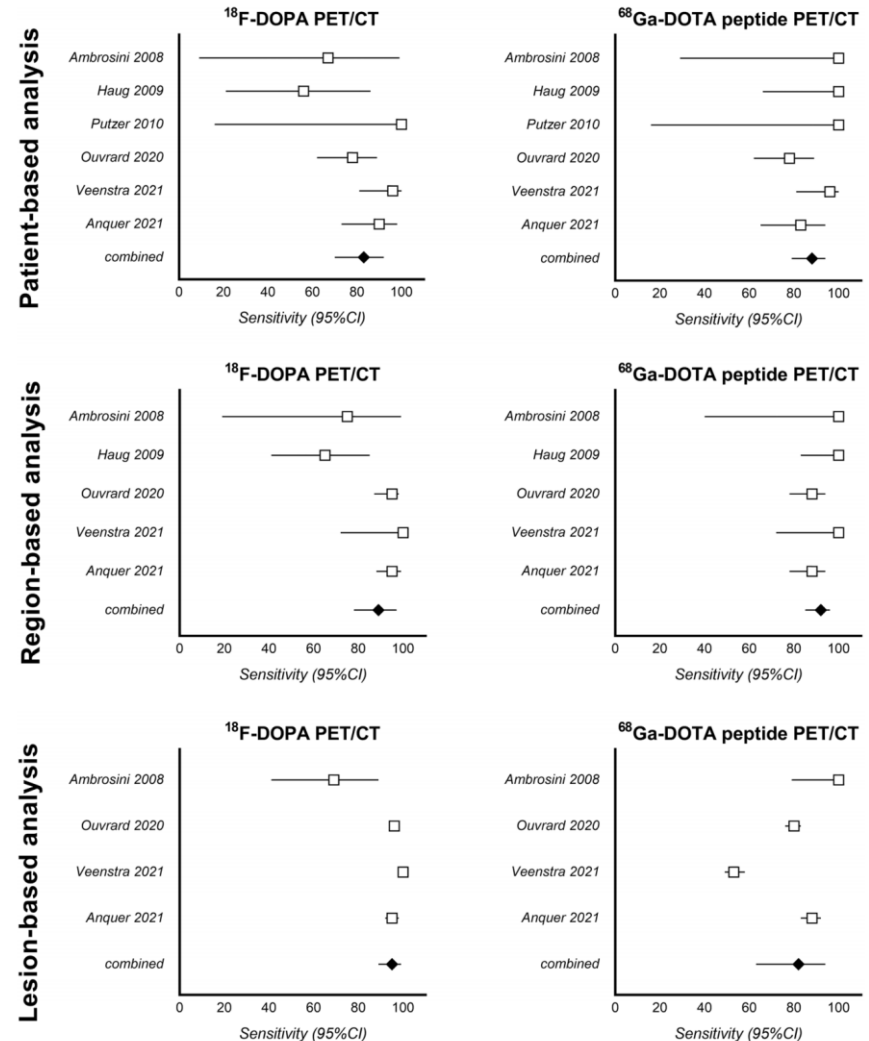 Patient-based analysis
¹⁸F-DOPA PET/CT
Ambrosini 2008
Haug 2009
Putzer 2010
Ouvrard 2020
Veenstra 2021
Anquer 2021
combined
0 20 40 60 80 100
Sensitivity (95%CI)
⁶⁸Ga-DOTA peptide PET/CT
Ambrosini 2008
Haug 2009
Putzer 2010
Ouvrard 2020
Veenstra 2021
Anquer 2021
combined
0 20 40 60 80 100
Sensitivity (95%CI)
Region-based analysis
¹⁸F-DOPA PET/CT
Ambrosini 2008
Haug 2009
Ouvrard 2020
Veenstra 2021
Anquer 2021
combined
0 20 40 60 80 100
Sensitivity (95%CI)
⁶⁸Ga-DOTA peptide PET/CT
Ambrosini 2008
Haug 2009
Ouvrard 2020
Veenstra 2021
Anquer 2021
combined
0 20 40 60 80 100
Sensitivity (95%CI)
Lesion-based analysis
¹⁸F-DOPA PET/CT
Ambrosini 2008
Ouvrard 2020
Veenstra 2021
Anquer 2021
combined
0 20 40 60 80 100
Sensitivity (95%CI)
⁶⁸Ga-DOTA peptide PET/CT
Ambrosini 2008
Ouvrard 2020
Veenstra 2021
Anquer 2021
combined
0 20 40 60 80 100
Sensitivity (95%CI)